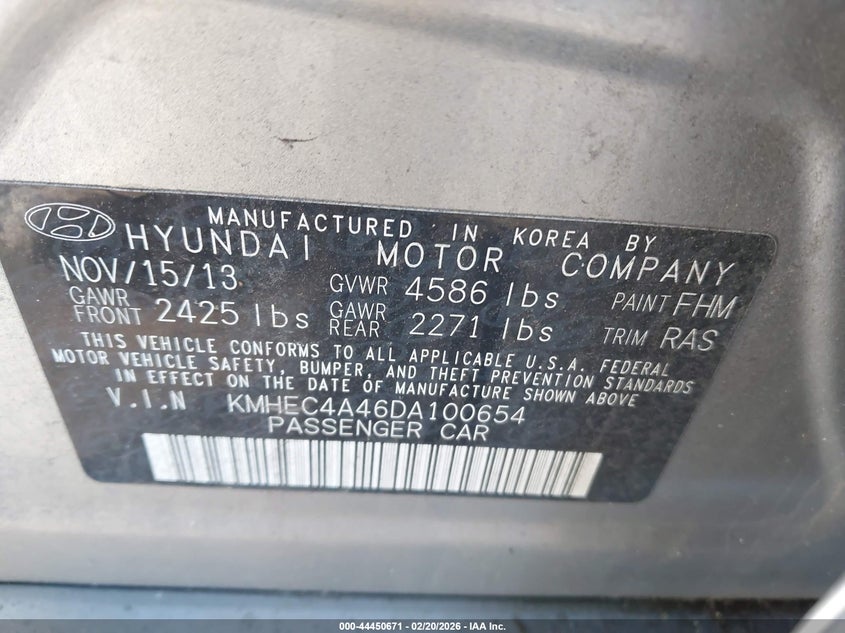 MANUFACTURED IN KOREA BY
HYUNDAI MOTOR COMPANY
NOV/15/13 GVWR 4586 lbs PAINT FHM
GAWR FRONT 2425 lbs GAWR REAR 2271 lbs TRIM RAS
THIS VEHICLE CONFORMS TO ALL APPLICABLE U.S.A. FEDERAL
MOTOR VEHICLE SAFETY, BUMPER, AND THEFT PREVENTION STANDARDS
IN EFFECT ON THE DATE OF MANUFACTURE SHOWN ABOVE
V.I.N KMHEC4A46DA100654
PASSENGER CAR
000-44450671 | 02/20/2026 – IAA Inc.